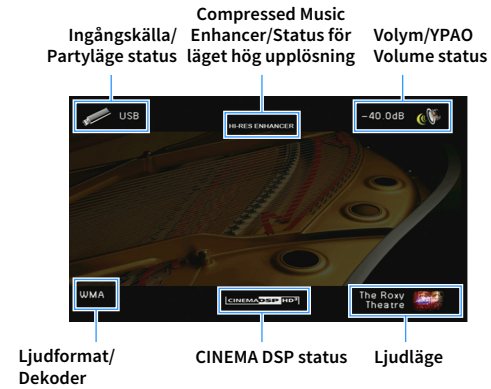 Ingångskälla/
Partyläge status
Compressed Music
Enhancer/Status för
läget hög upplösning
Volym/YPAO
Volume status
USB
HI-RES ENHANCER
-40.0dB
WMA
CINEMA DSP HD³
The Roxy
Theatre
Ljudformat/
Dekoder
CINEMA DSP status
Ljudläge